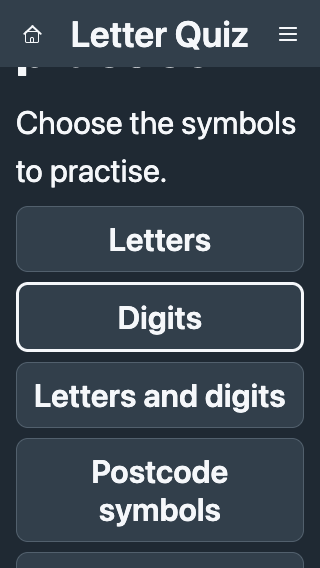 Letter Quiz
Choose the symbols
to practise.
Letters
Digits
Letters and digits
Postcode
symbols